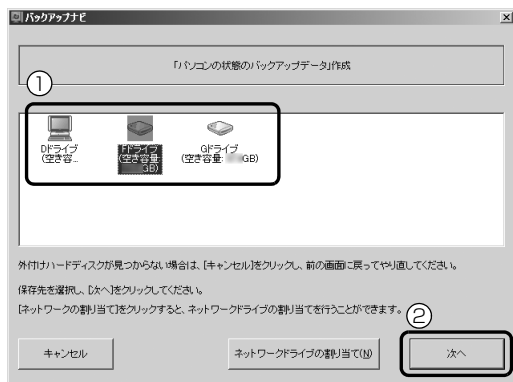 バックアップナビ
「パソコンの状態のバックアップデータ」作成
①
Dドライブ
(空き容...
Fドライブ
(空き容量:
GB)
Gドライブ
(空き容量: GB)
外付けハードディスクが見つからない場合は、[キャンセル]をクリックし、前の画面に戻ってやり直してください。
保存先を選択し、[次へ]をクリックしてください。
[ネットワークの割り当て]をクリックすると、ネットワークドライブの割り当てを行うことができます。
②
キャンセル
ネットワークドライブの割り当て(N)
次へ